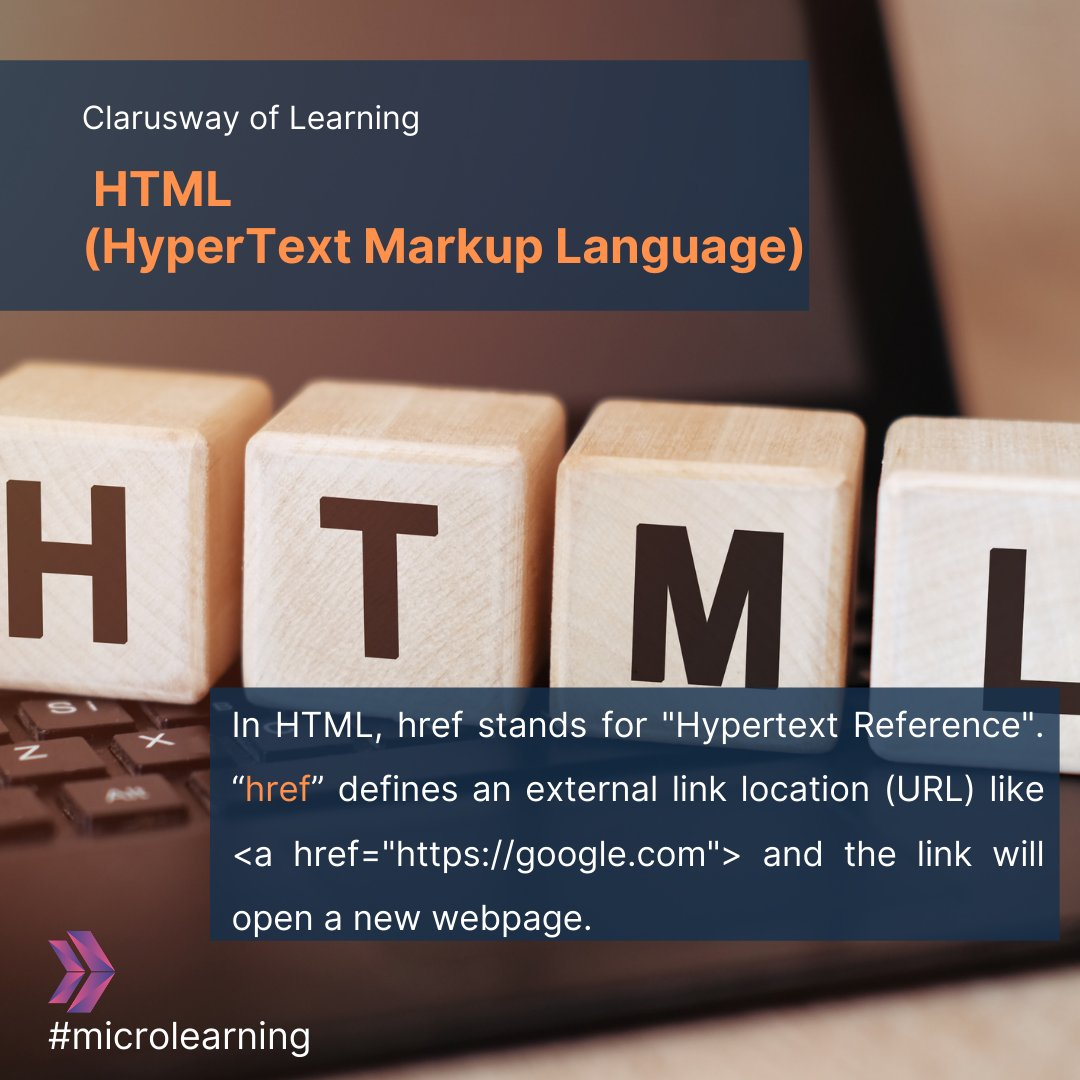 Clarusway of Learning
HTML
(HyperText Markup Language)
H T M L
In HTML, href stands for "Hypertext Reference".
“href” defines an external link location (URL) like
<a href="https://google.com"> and the link will
open a new webpage.
S
Z X
Alt
#microlearning